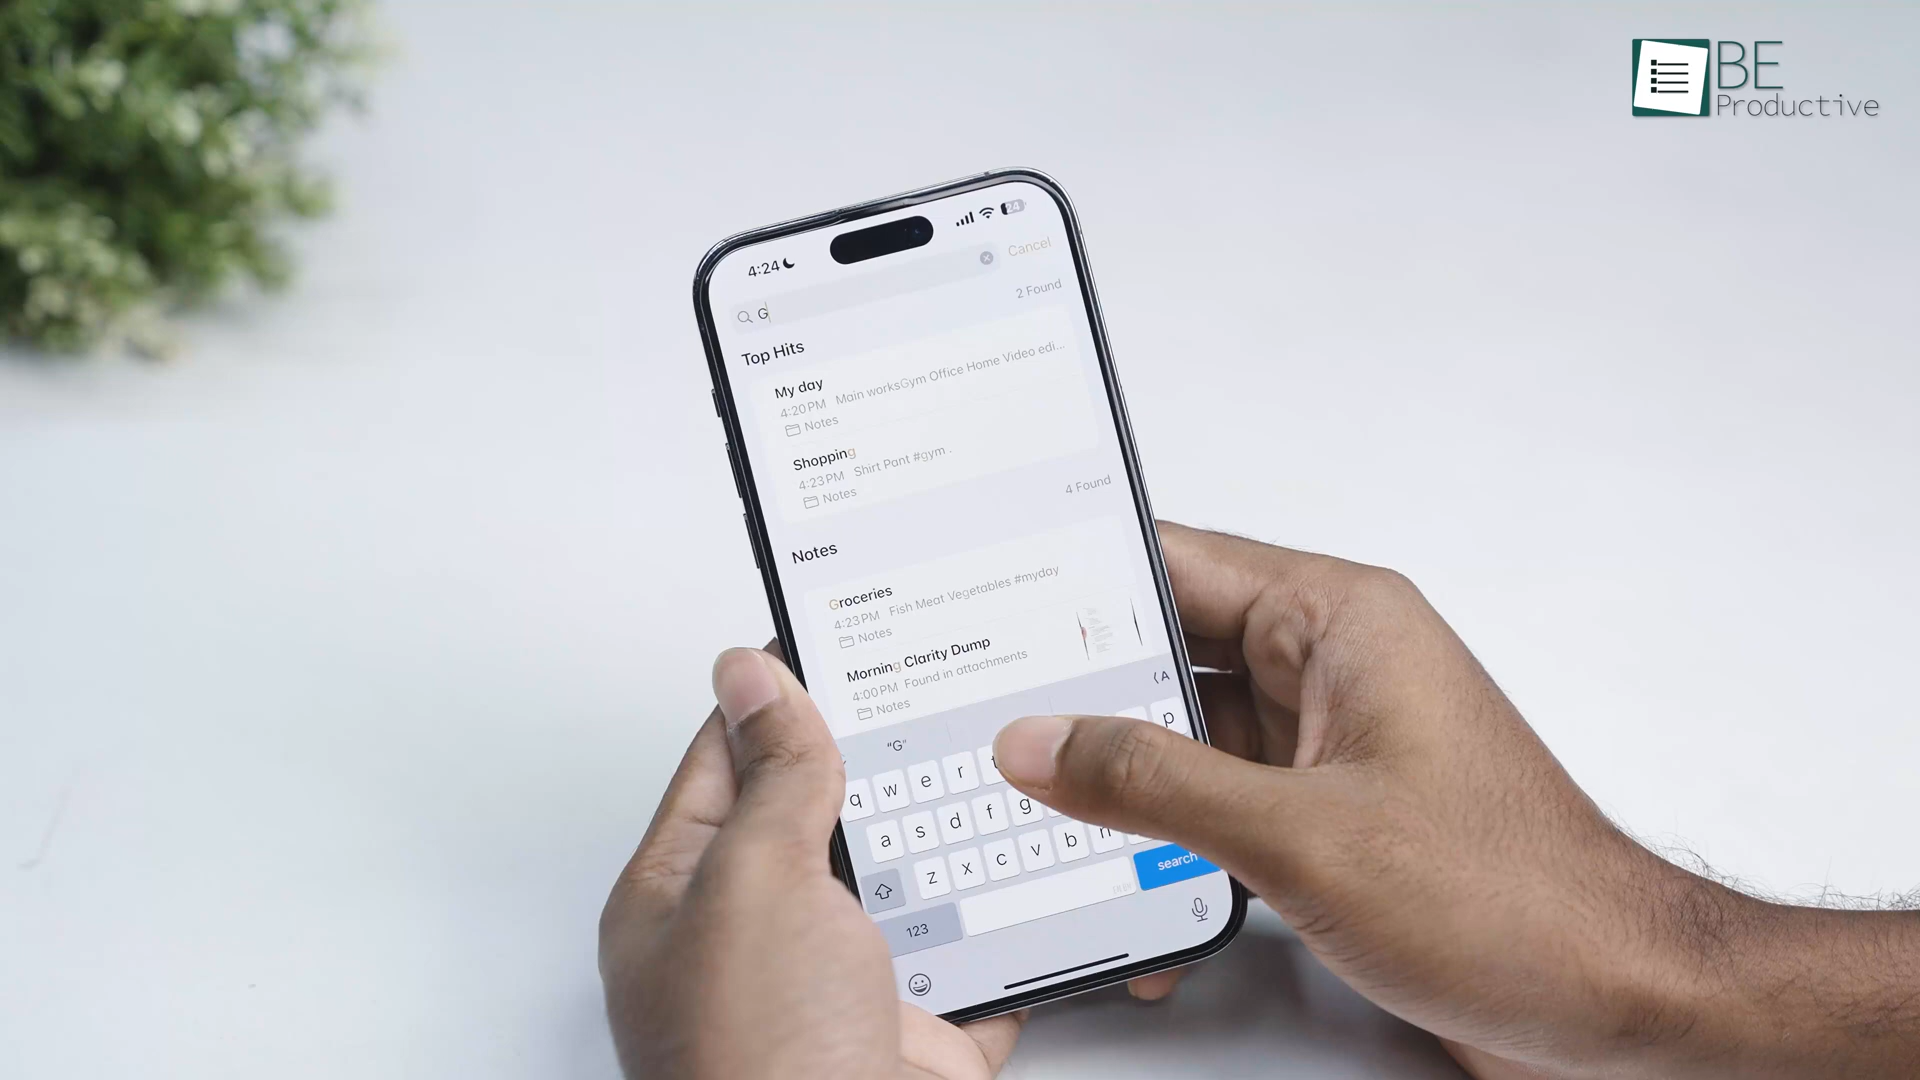 BE
Productive
4:24
24
G
Cancel
2 Found
Top Hits
My day
4:20 PM Main worksGym Office Home Video edi...
Notes
Shopping
4:23 PM Shirt Pant #gym .
Notes
4 Found
Notes
Groceries
4:23 PM Fish Meat Vegetables #myday
Notes
Morning Clarity Dump
4:00 PM Found in attachments
Notes
"G"
q w e r t p
a s d f g
z x c v b n
123
search